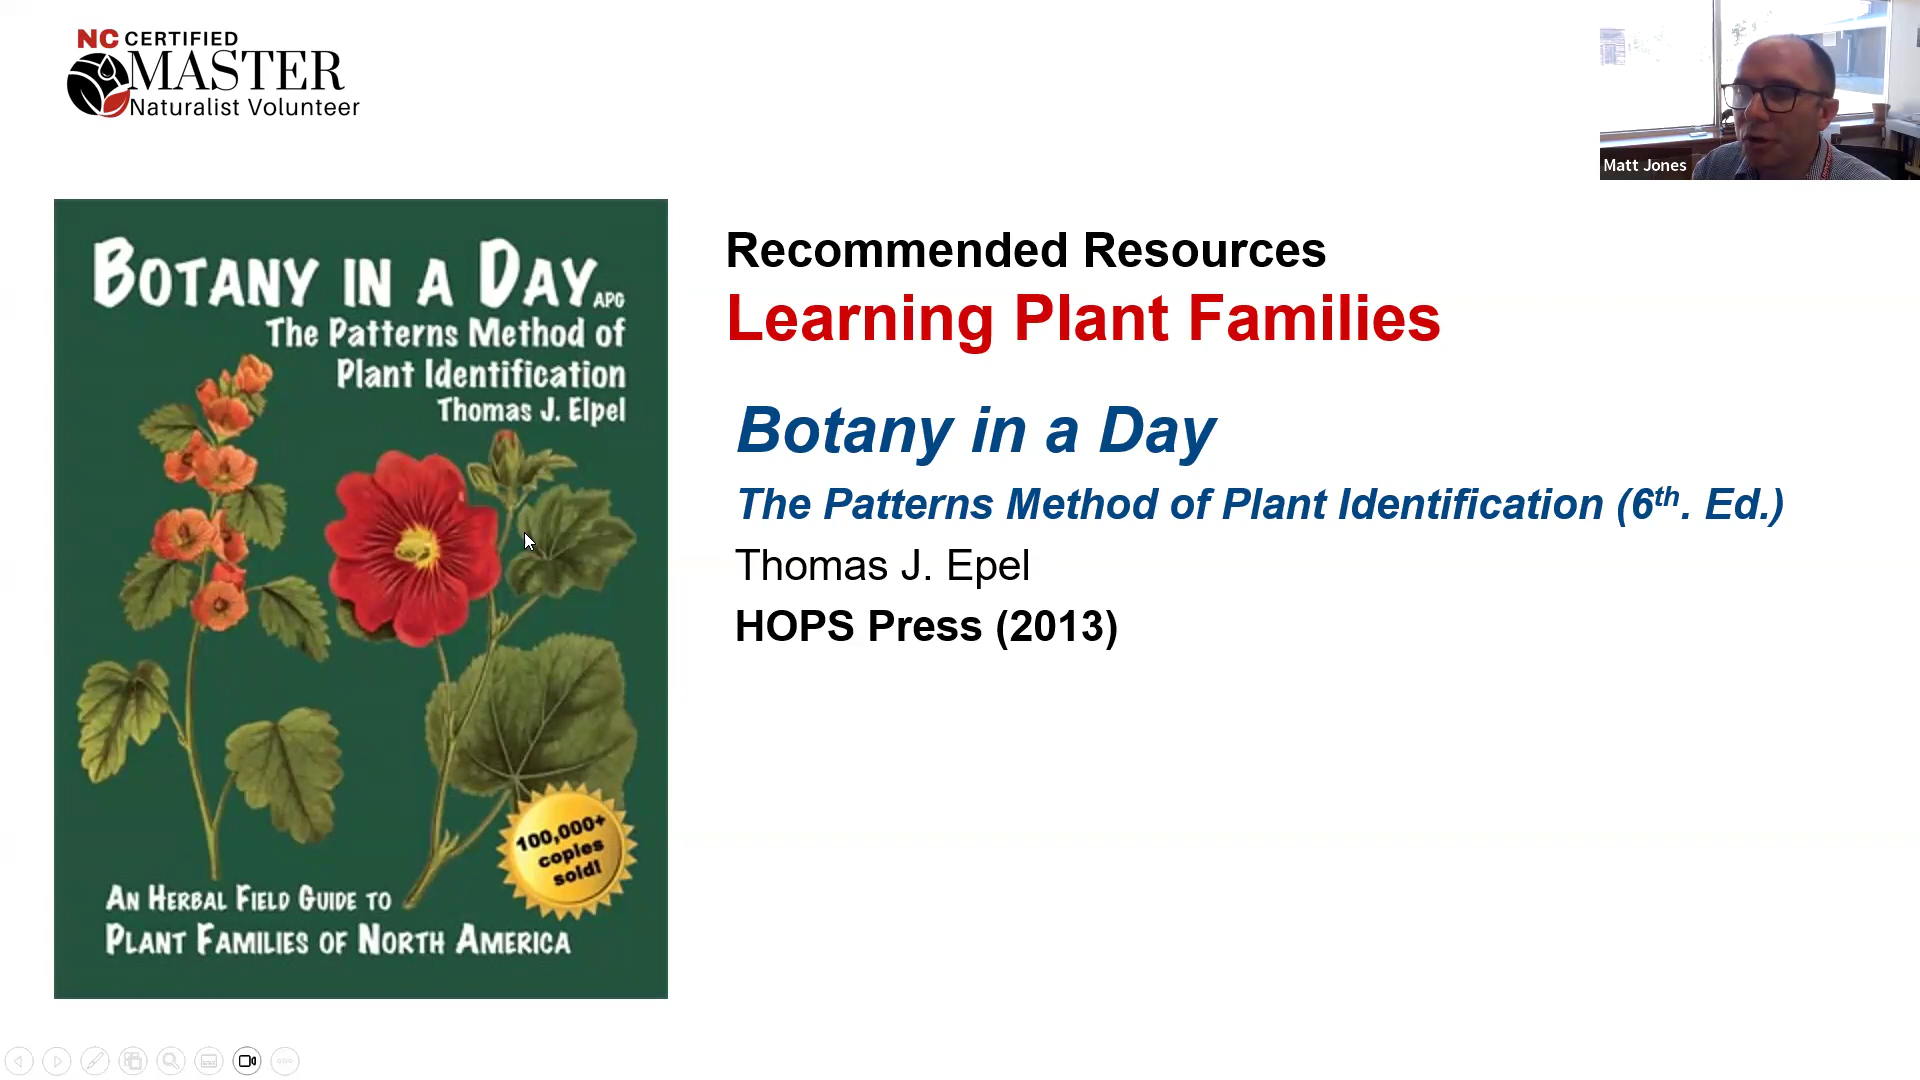 NC CERTIFIED
MASTER
Naturalist Volunteer
Matt Jones
BOTANY IN A DAY APG
The Patterns Method of
Plant Identification
Thomas J. Elpel
100,000+
copies
sold!
AN HERBAL FIELD GUIDE TO
PLANT FAMILIES OF NORTH AMERICA
Recommended Resources
Learning Plant Families
Botany in a Day
The Patterns Method of Plant Identification (6th. Ed.)
Thomas J. Epel
HOPS Press (2013)